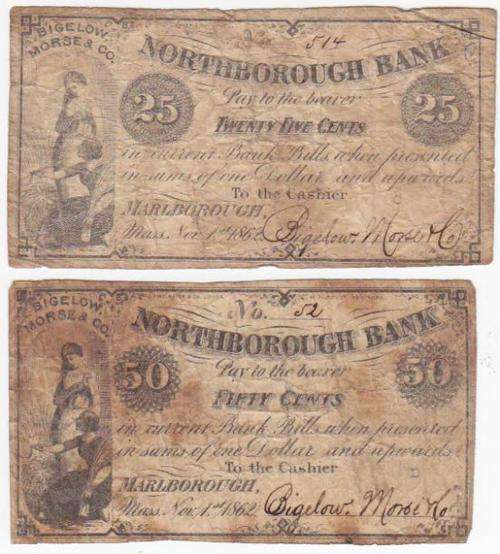 BIGELOW,
MORSE & CO.
No. 514
NORTHBOROUGH BANK
25 Pay to the bearer 25
TWENTY FIVE CENTS
in current Bank Bills when presented
in sums of one Dollar and upwards.
C
To the Cashier
MARLBOROUGH,
Mass. Nov. 1st 1862. Bigelow, Morse & Co
BIGELOW,
MORSE & CO.
No. 52
NORTHBOROUGH BANK
50 Pay to the bearer 50
FIFTY CENTS
in current Bank Bills, when presented
in sums of one Dollar and upwards.
To the Cashier
D
MARLBOROUGH,
Mass. Nov. 1st 1862. Bigelow, Morse & Co